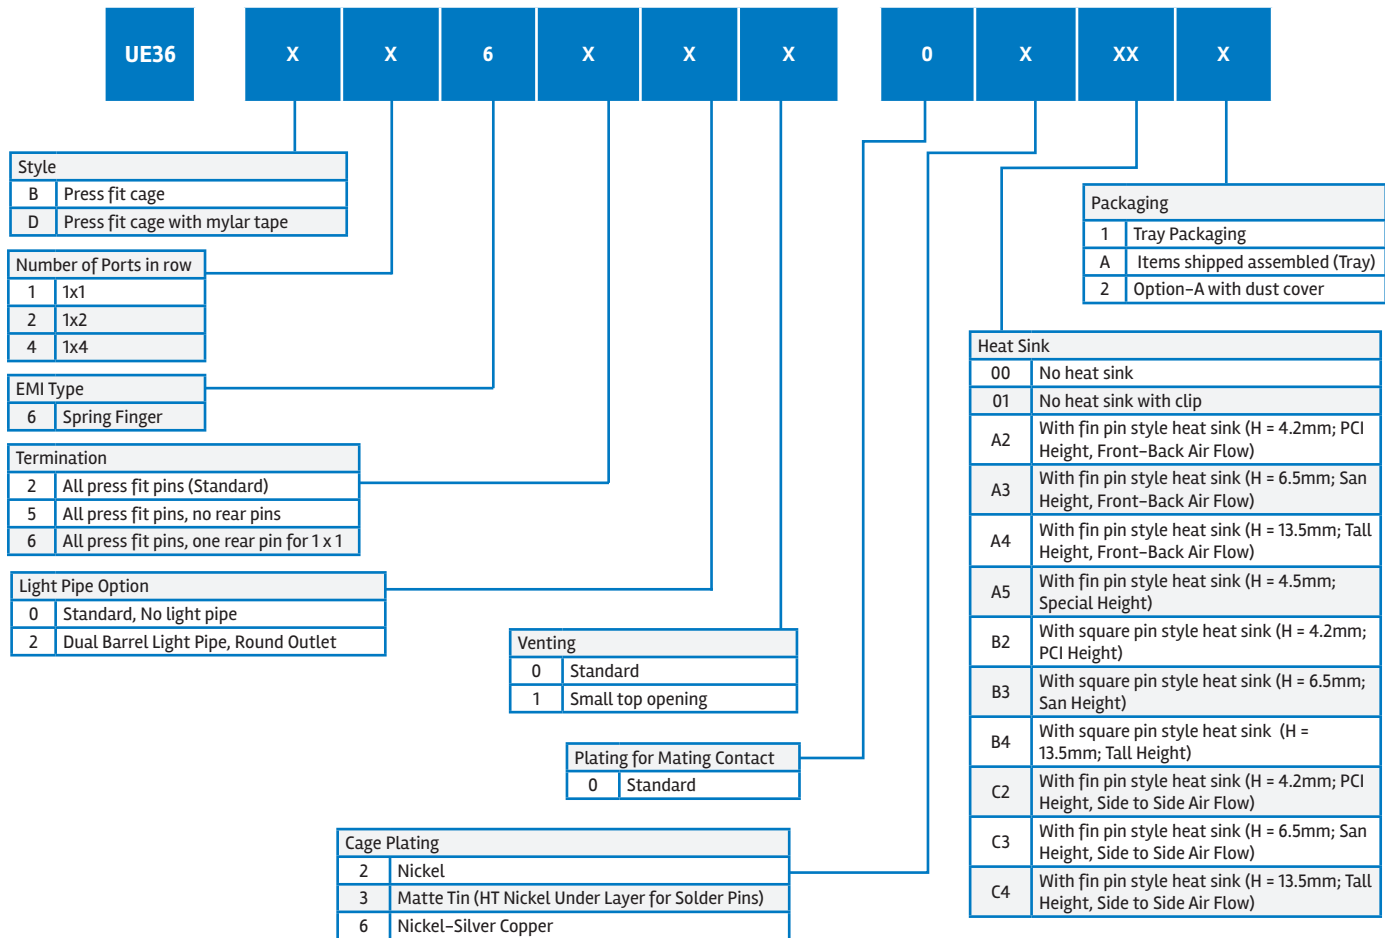 UE36 X X 6 X X X 0 X XX X
Style
B Press fit cage
D Press fit cage with mylar tape
Number of Ports in row
1 1x1
2 1x2
4 1x4
EMI Type
6 Spring Finger
Termination
2 All press fit pins (Standard)
5 All press fit pins, no rear pins
6 All press fit pins, one rear pin for 1 x 1
Light Pipe Option
0 Standard, No light pipe
2 Dual Barrel Light Pipe, Round Outlet
Venting
0 Standard
1 Small top opening
Plating for Mating Contact
0 Standard
Cage Plating
2 Nickel
3 Matte Tin (HT Nickel Under Layer for Solder Pins)
6 Nickel-Silver Copper
Packaging
1 Tray Packaging
A Items shipped assembled (Tray)
2 Option-A with dust cover
Heat Sink
00 No heat sink
01 No heat sink with clip
A2 With fin pin style heat sink (H = 4.2mm; PCI
Height, Front-Back Air Flow)
A3 With fin pin style heat sink (H = 6.5mm; San
Height, Front-Back Air Flow)
A4 With fin pin style heat sink (H = 13.5mm; Tall
Height, Front-Back Air Flow)
A5 With fin pin style heat sink (H = 4.5mm;
Special Height)
B2 With square pin style heat sink (H = 4.2mm;
PCI Height)
B3 With square pin style heat sink (H = 6.5mm;
San Height)
B4 With square pin style heat sink (H =
13.5mm; Tall Height)
C2 With fin pin style heat sink (H = 4.2mm; PCI
Height, Side to Side Air Flow)
C3 With fin pin style heat sink (H = 6.5mm; San
Height, Side to Side Air Flow)
C4 With fin pin style heat sink (H = 13.5mm; Tall
Height, Side to Side Air Flow)